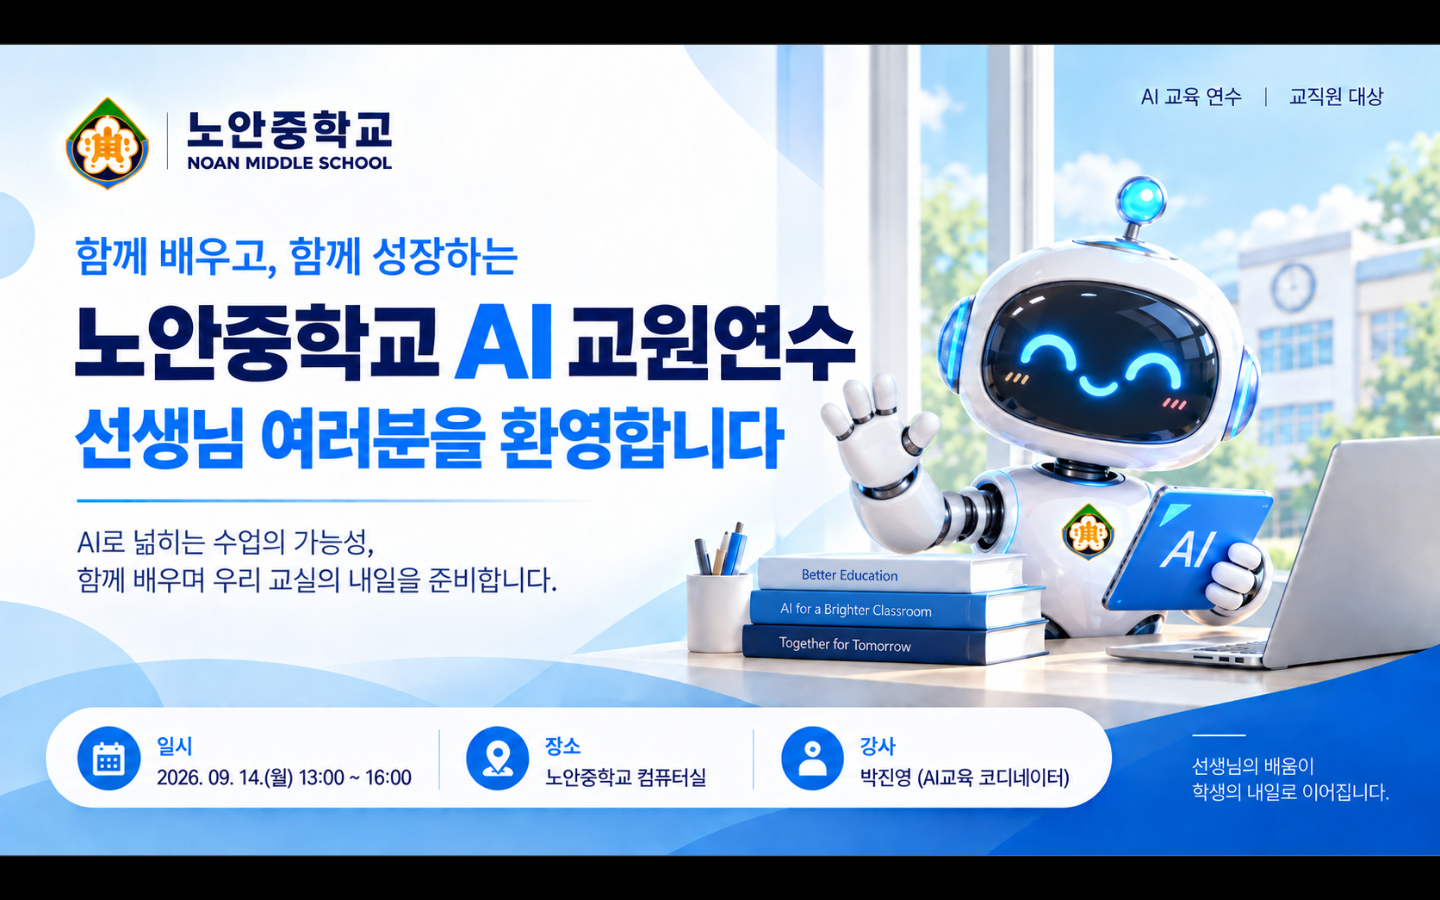 노안중학교
NOAN MIDDLE SCHOOL
AI 교육 연수 | 교직원 대상
함께 배우고, 함께 성장하는
노안중학교 AI 교원연수
선생님 여러분을 환영합니다
AI로 넓히는 수업의 가능성,
함께 배우며 우리 교실의 내일을 준비합니다.
AI
Better Education
AI for a Brighter Classroom
Together for Tomorrow
일시
2026. 09. 14.(월) 13:00 ~ 16:00
장소
노안중학교 컴퓨터실
강사
박진영 (AI교육 코디네이터)
선생님의 배움이
학생의 내일로 이어집니다.